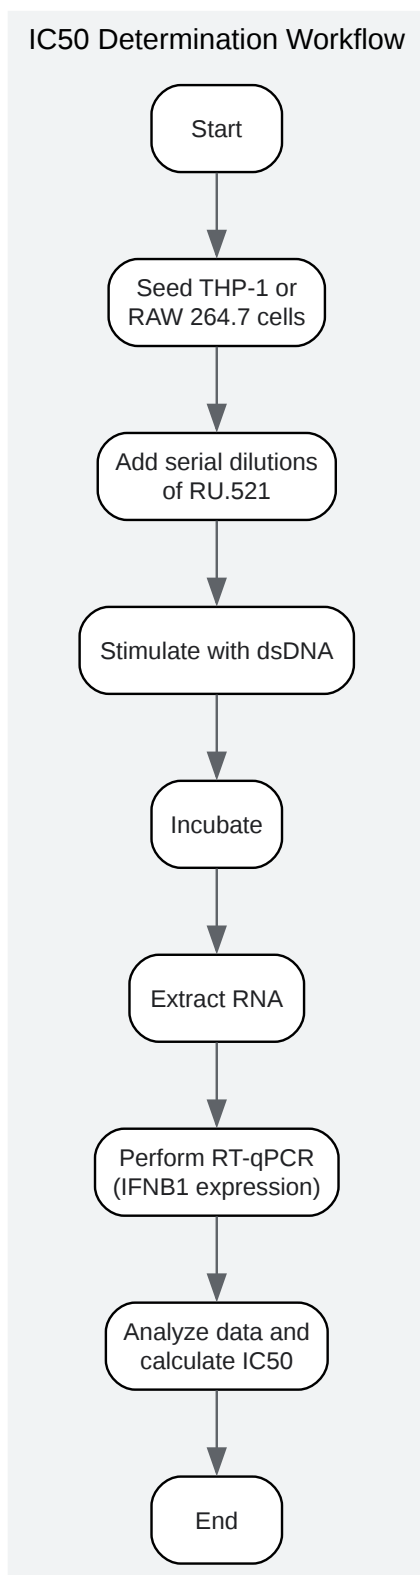 IC50 Determination Workflow
Start
Seed THP-1 or
RAW 264.7 cells
Add serial dilutions
of RU.521
Stimulate with dsDNA
Incubate
Extract RNA
Perform RT-qPCR
(IFNB1 expression)
Analyze data and
calculate IC50
End